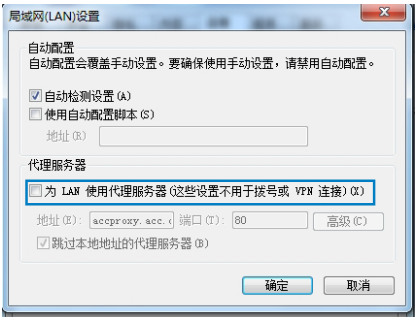 局域网(LAN)设置
自动配置
自动配置会覆盖手动设置。要确保使用手动设置，请禁用自动配置。
自动检测设置(A)
使用自动配置脚本(S)
地址(R)
代理服务器
为 LAN 使用代理服务器(这些设置不用于拨号或 VPN 连接)(X)
地址(E): accproxy.acc. 端口(T): 80 高级(C)
跳过本地地址的代理服务器(B)
确定 取消